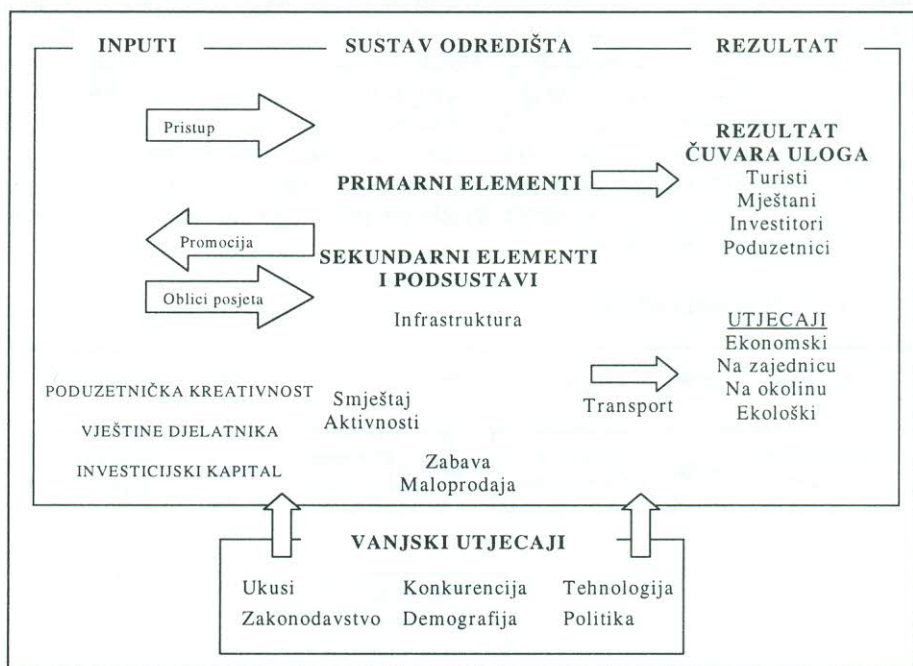 INPUTI SUSTAV ODREDIŠTA REZULTAT
Pristup
REZULTAT
ČUVARA ULOGA
Turisti
Mještani
Investitori
Poduzetnici
PRIMARNI ELEMENTI
Promocija
SEKUNDARNI ELEMENTI
I PODSUSTAVI
Oblici posjeta
Infrastruktura
UTJECAJI
Ekonomski
Na zajednicu
Na okolinu
Ekološki
PODUZETNIČKA KREATIVNOST
VJEŠTINE DJELATNIKA
INVESTICIJSKI KAPITAL
Smještaj
Aktivnosti
Transport
Zabava
Maloprodaja
VANJSKI UTJECAJI
Ukusi Konkurencija Tehnologija
Zakonodavstvo Demografija Politika